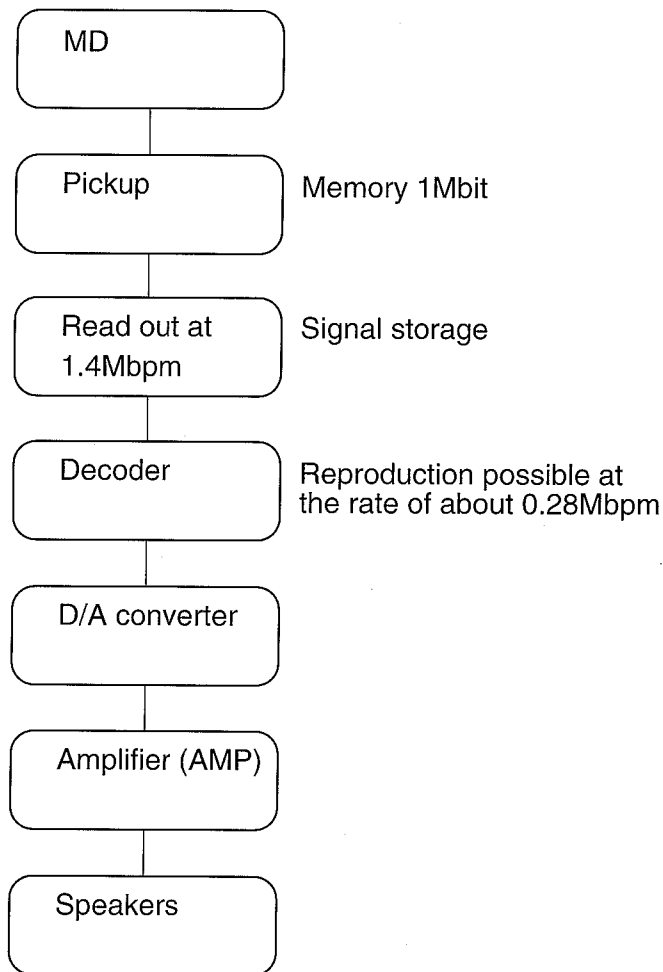 MD
Pickup
Memory 1Mbit
Read out at
1.4Mbpm
Signal storage
Decoder
Reproduction possible at
the rate of about 0.28Mbpm
D/A converter
Amplifier (AMP)
Speakers